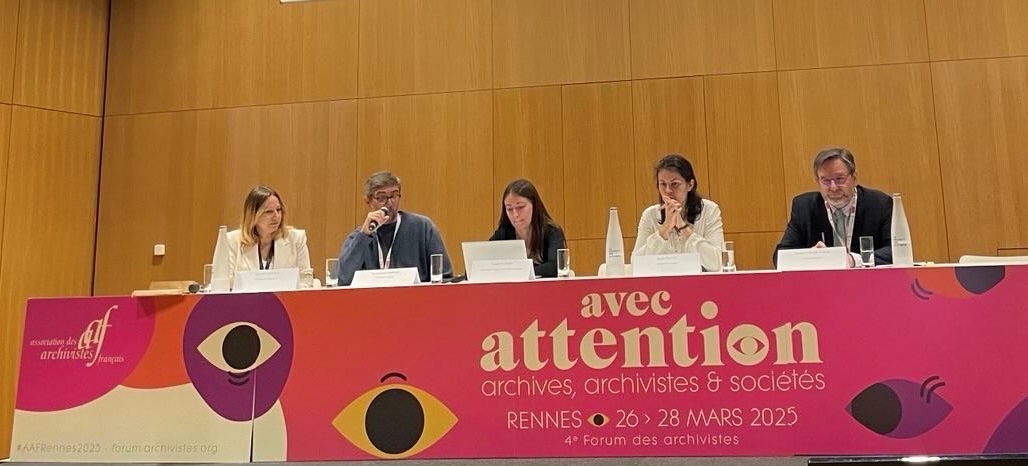 association des
archivistes français
aaf
avec
attention
archives, archivistes & sociétés
RENNES 26 > 28 MARS 2025
4e Forum des archivistes
#AAFRennes2025 - forum.archivistes.org